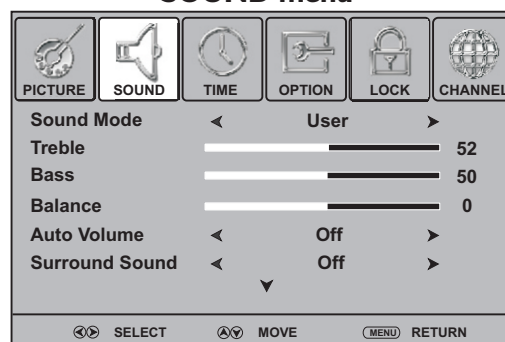 SOUND menu
PICTURE SOUND TIME OPTION LOCK CHANNEL
Sound Mode User
Treble 52
Bass 50
Balance 0
Auto Volume Off
Surround Sound Off
SELECT MOVE MENU RETURN